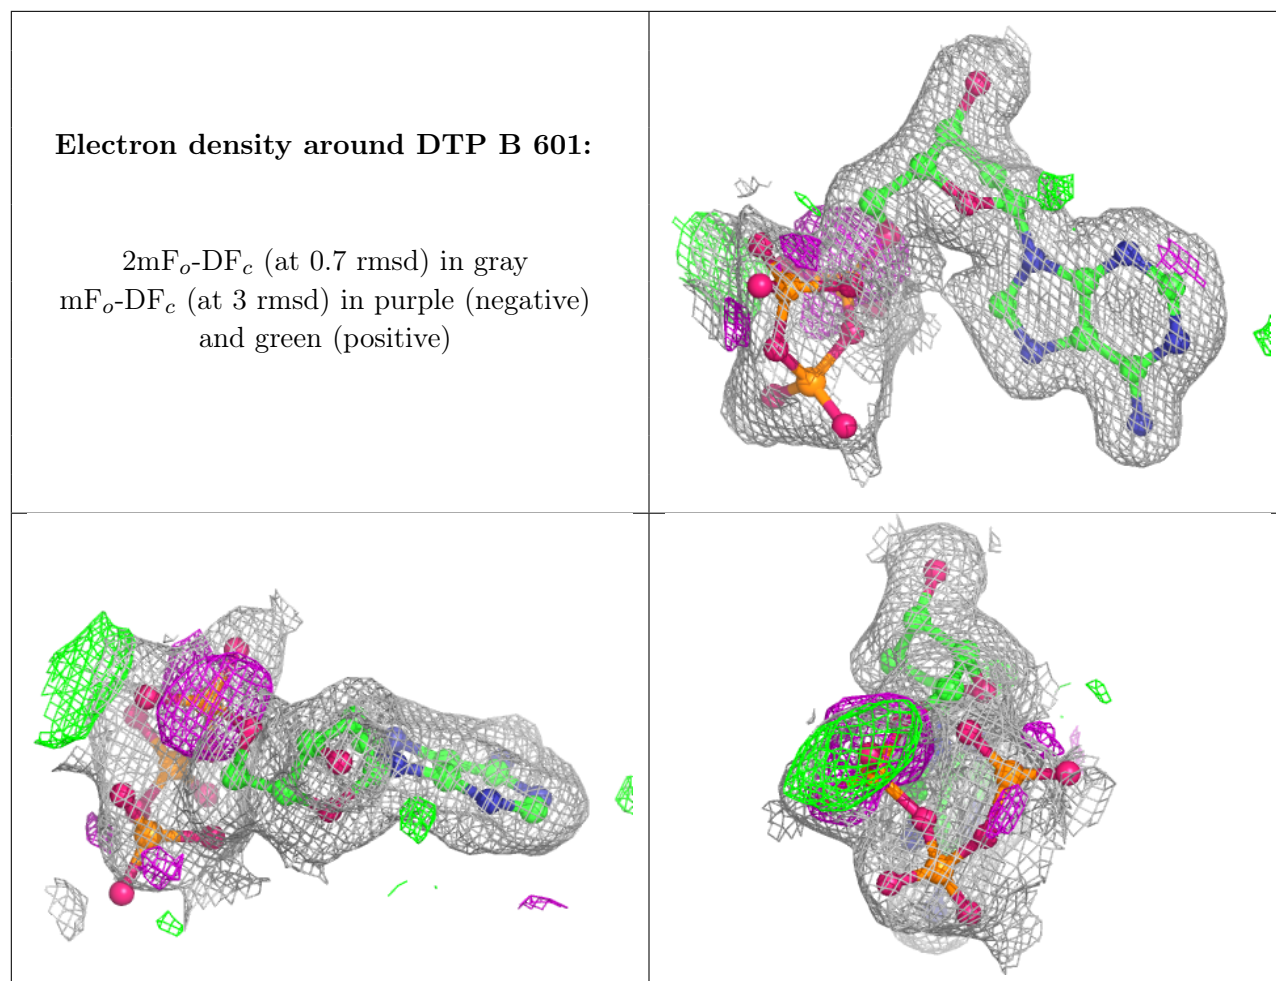 Electron density around DTP B 601:
2mFo-DFc (at 0.7 rmsd) in gray
mFo-DFc (at 3 rmsd) in purple (negative)
and green (positive)